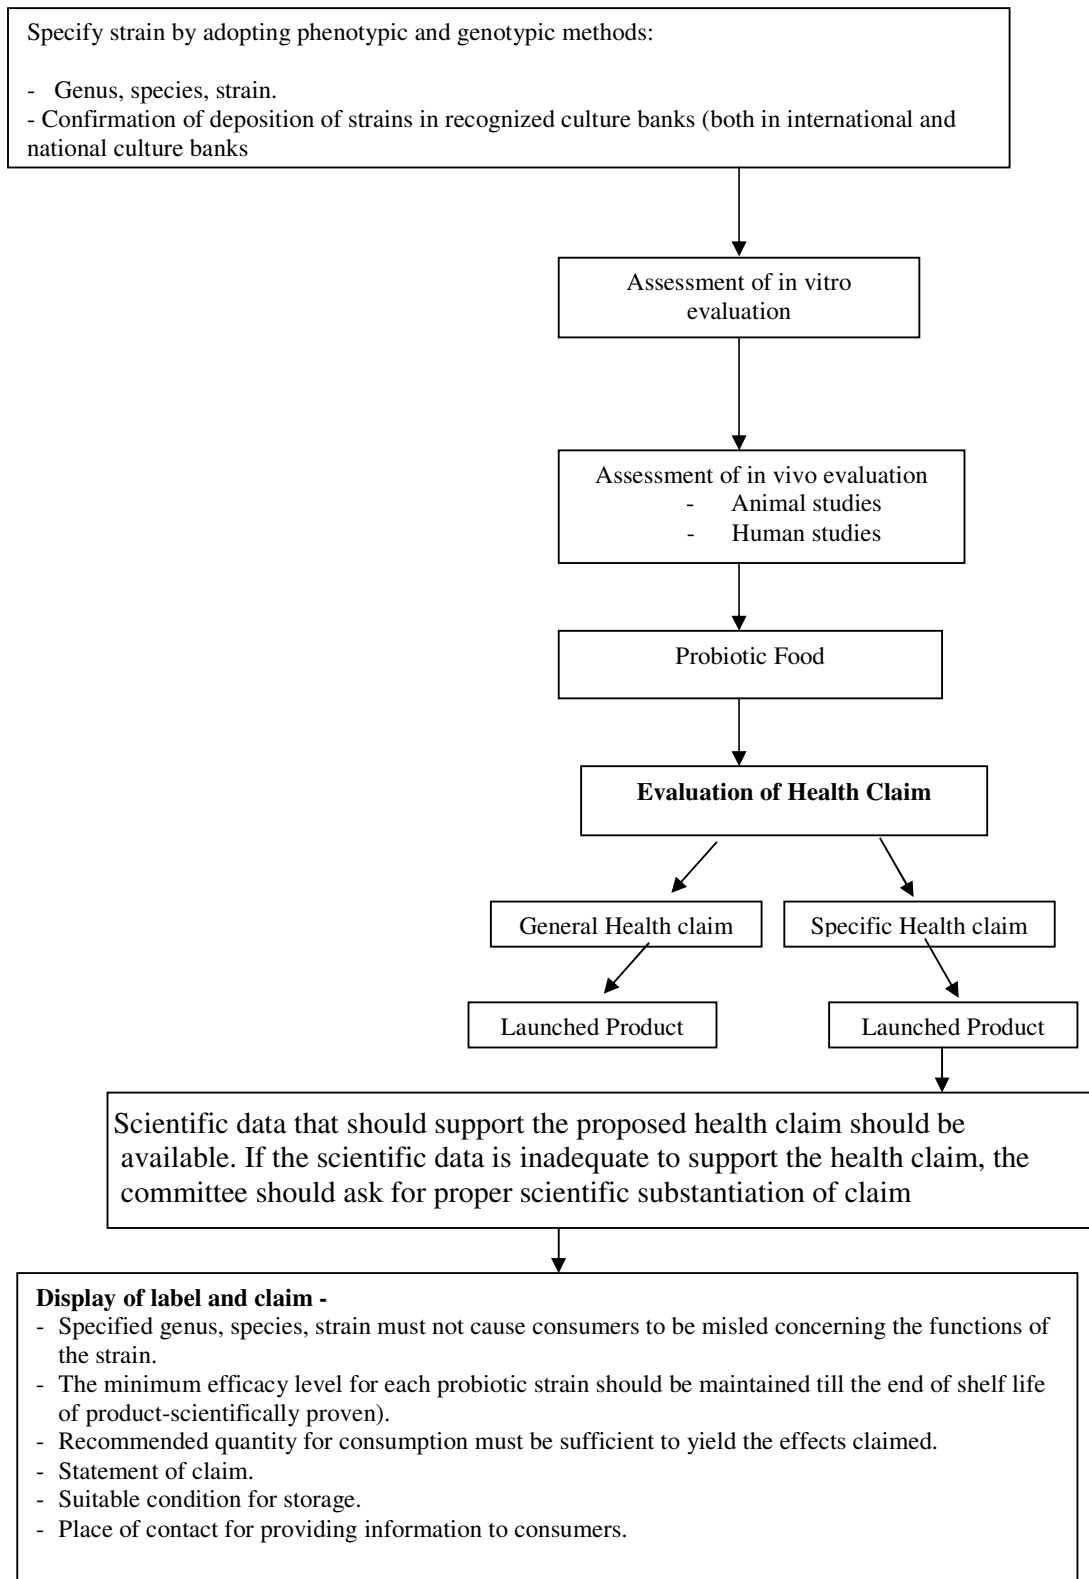 Specify strain by adopting phenotypic and genotypic methods:
- Genus, species, strain.
- Confirmation of deposition of strains in recognized culture banks (both in international and
national culture banks
Assessment of in vitro
evaluation
Assessment of in vivo evaluation
- Animal studies
- Human studies
Probiotic Food
Evaluation of Health Claim
General Health claim
Specific Health claim
Launched Product
Launched Product
Scientific data that should support the proposed health claim should be
available. If the scientific data is inadequate to support the health claim, the
committee should ask for proper scientific substantiation of claim
Display of label and claim -
- Specified genus, species, strain must not cause consumers to be misled concerning the functions of
the strain.
- The minimum efficacy level for each probiotic strain should be maintained till the end of shelf life
of product-scientifically proven).
- Recommended quantity for consumption must be sufficient to yield the effects claimed.
- Statement of claim.
- Suitable condition for storage.
- Place of contact for providing information to consumers.